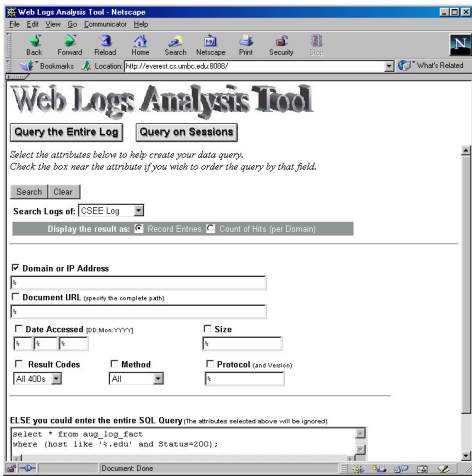 Web Logs Analysis Tool - Netscape
File Edit View Go Communicator Help
Back Forward Reload Home Search Netscape Print Security Stop
N
Bookmarks Location: http://everest.cs.umbc.edu:8088/ What's Related
Web Logs Analysis Tool
Query the Entire Log Query on Sessions
Select the attributes below to help create your data query.
Check the box near the attribute if you wish to order the query by that field.
Search Clear
Search Logs of: CSEE Log
Display the result as: Record Entries Count of Hits (per Domain)
Domain or IP Address
%
Document URL (specify the complete path)
%
Date Accessed [DD:Mon:YYYY] Size
% % % %
Result Codes Method Protocol (and Version)
All 400s All %
ELSE you could enter the entire SQL Query (The attributes selected above will be ignored)
select * from aug_log_fact
where (host like '%.edu' and Status=200);
Document: Done